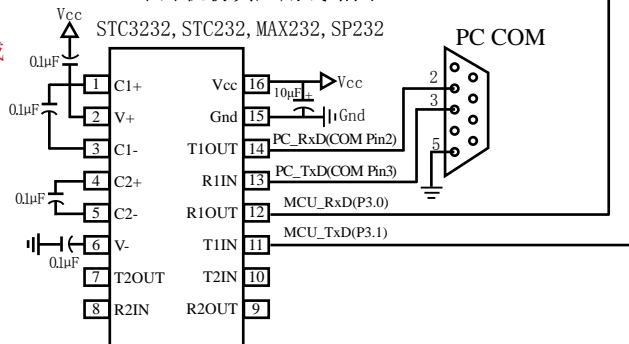 STC3232, STC232, MAX232, SP232
Vcc
PC COM
0.1μF
1 C1+
Vcc 16
Vcc
10μF +
2
0.1μF
2 V+
Gnd 15
Gnd
3
3 C1-
T1OUT 14
PC_RxD(COM Pin2)
4 C2+
R1IN 13
PC_TxD(COM Pin3)
5
0.1μF
5 C2-
R1OUT 12
MCU_RxD(P3.0)
6 V-
T1IN 11
MCU_TxD(P3.1)
0.1μF
7 T2OUT
T2IN 10
8 R2IN
R2OUT 9